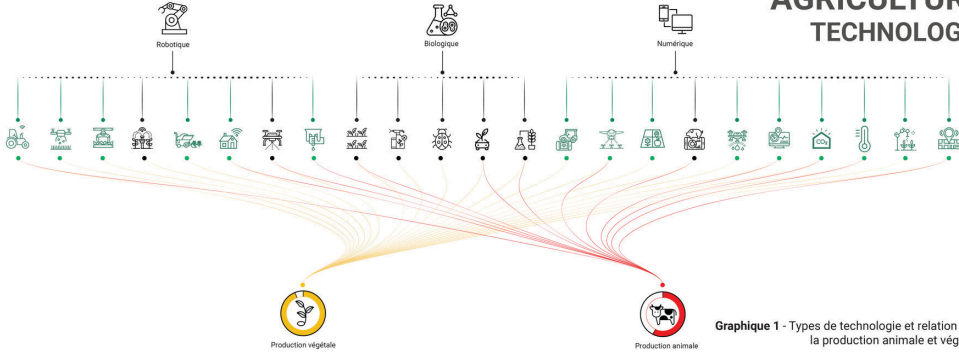 AGRICULTUR
TECHNOLOG
Robotique
Biologique
Numérique
CO₂
Production végétale
Production animale
Graphique 1 - Types de technologie et relation
la production animale et vég